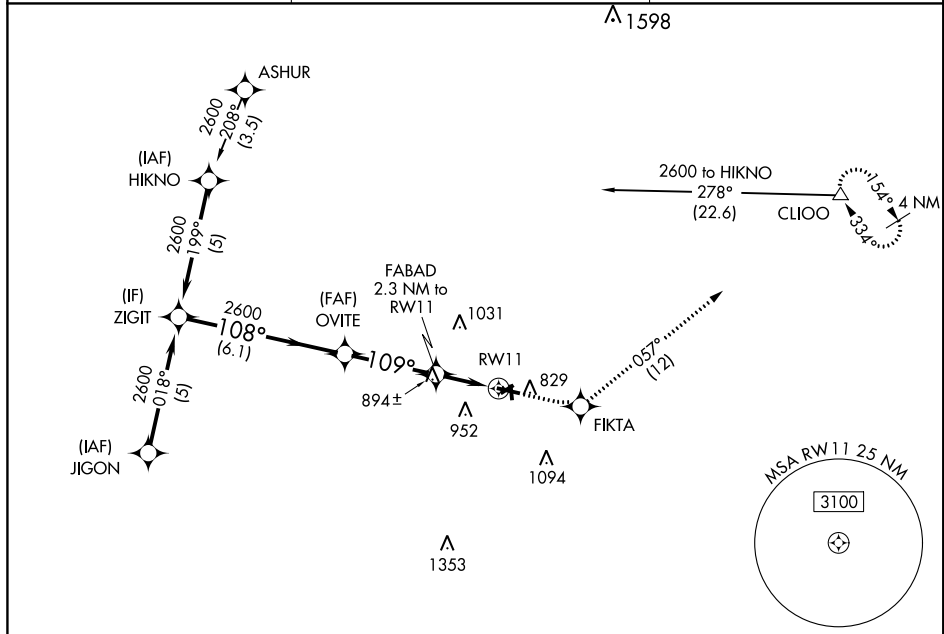 1598
ASHUR
2600
208°
(3.5)
(IAF)
HIKNO
2600 to HIKNO
278°
(22.6)
CLIOO
154°
4 NM
334°
2600
199°
(5)
FABAD
2.3 NM to
RW11
(IF)
ZIGIT
2600
108°
(6.1)
(FAF)
OVITE
1031
109°
RW11
829
057°
(12)
894±
952
FIKTA
2600
018°
(5)
(IAF)
JIGON
1094
MSA RW11 25 NM
3100
1353